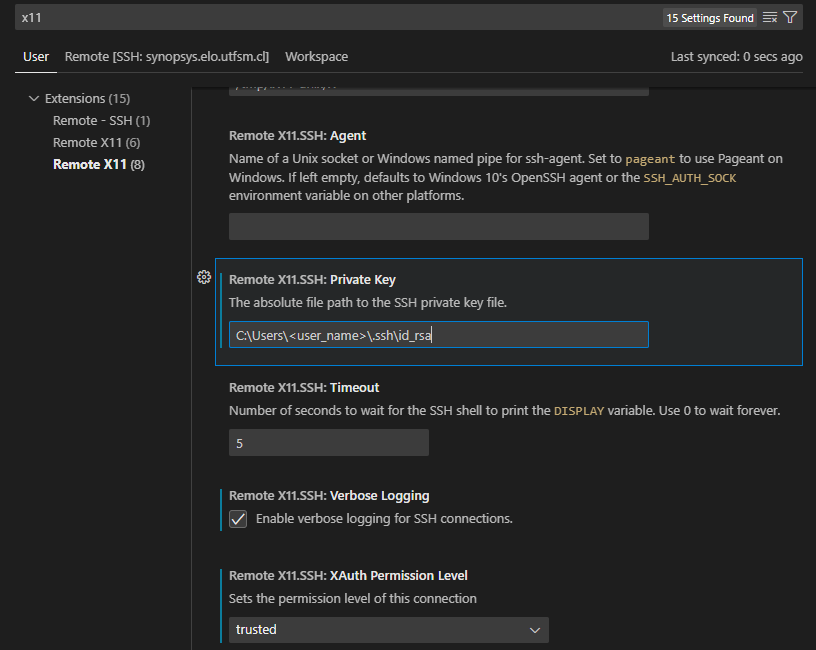 x11
15 Settings Found
User Remote [SSH: synopsys.elo.utfsm.cl] Workspace Last synced: 0 secs ago
Extensions (15)
Remote - SSH (1)
Remote X11 (6)
Remote X11 (8)
Remote X11.SSH: Agent
Name of a Unix socket or Windows named pipe for ssh-agent. Set to pageant to use Pageant on
Windows. If left empty, defaults to Windows 10's OpenSSH agent or the SSH_AUTH_SOCK
environment variable on other platforms.
Remote X11.SSH: Private Key
The absolute file path to the SSH private key file.
C:\Users\<user_name>\.ssh\id_rsa
Remote X11.SSH: Timeout
Number of seconds to wait for the SSH shell to print the DISPLAY variable. Use 0 to wait forever.
5
Remote X11.SSH: Verbose Logging
Enable verbose logging for SSH connections.
Remote X11.SSH: XAuth Permission Level
Sets the permission level of this connection
trusted